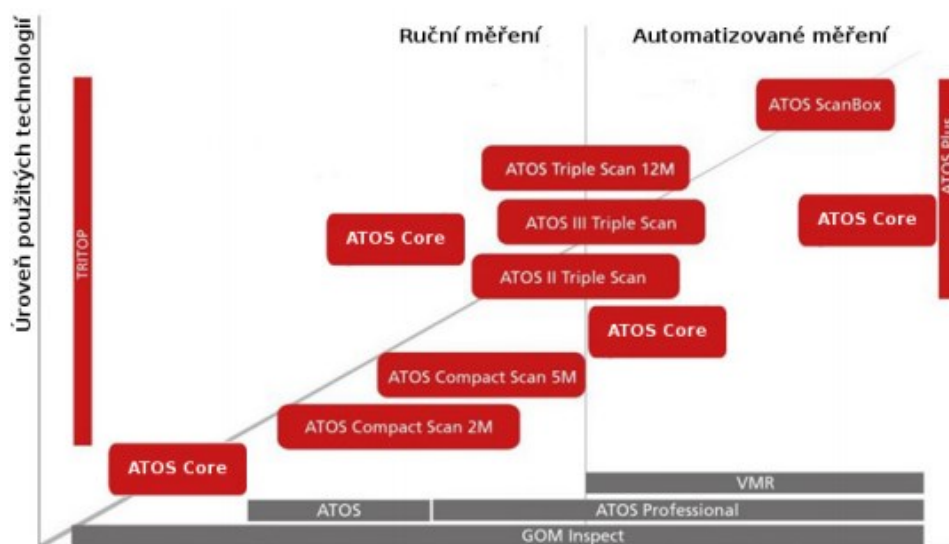 Ruční měření
Automatizované měření
Úroveň použitých technologií
TRITOP
ATOS ScanBox
ATOS Plus
ATOS Triple Scan 12M
ATOS III Triple Scan
ATOS Core
ATOS Core
ATOS II Triple Scan
ATOS Core
ATOS Compact Scan 5M
ATOS Compact Scan 2M
ATOS Core
VMR
ATOS
ATOS Professional
GOM Inspect